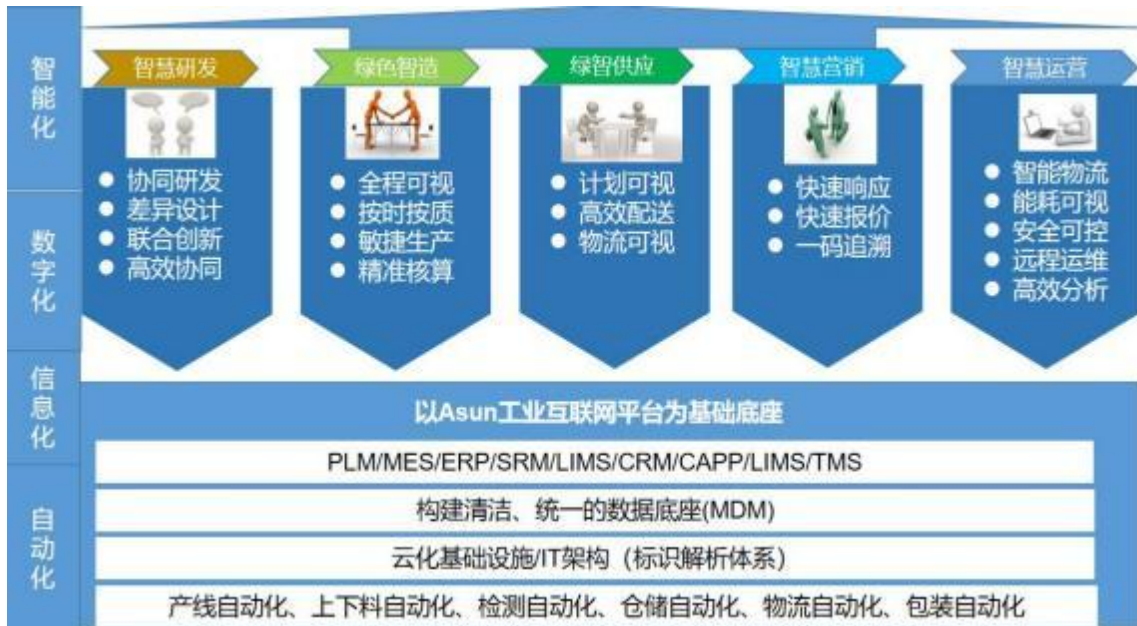 智能化
数字化
信息化
自动化
智慧研发
绿色智造
绿智供应
智慧营销
智慧运营
协同研发
差异设计
联合创新
高效协同
全程可视
按时按质
敏捷生产
精准核算
计划可视
高效配送
物流可视
快速响应
快速报价
一码追溯
智能物流
能耗可视
安全可控
远程运维
高效分析
以Asun工业互联网平台为基础底座
PLM/MES/ERP/SRM/LIMS/CRM/CAPP/LIMS/TMS
构建清洁、统一的数据底座(MDM)
云化基础设施/IT架构（标识解析体系）
产线自动化、上下料自动化、检测自动化、仓储自动化、物流自动化、包装自动化